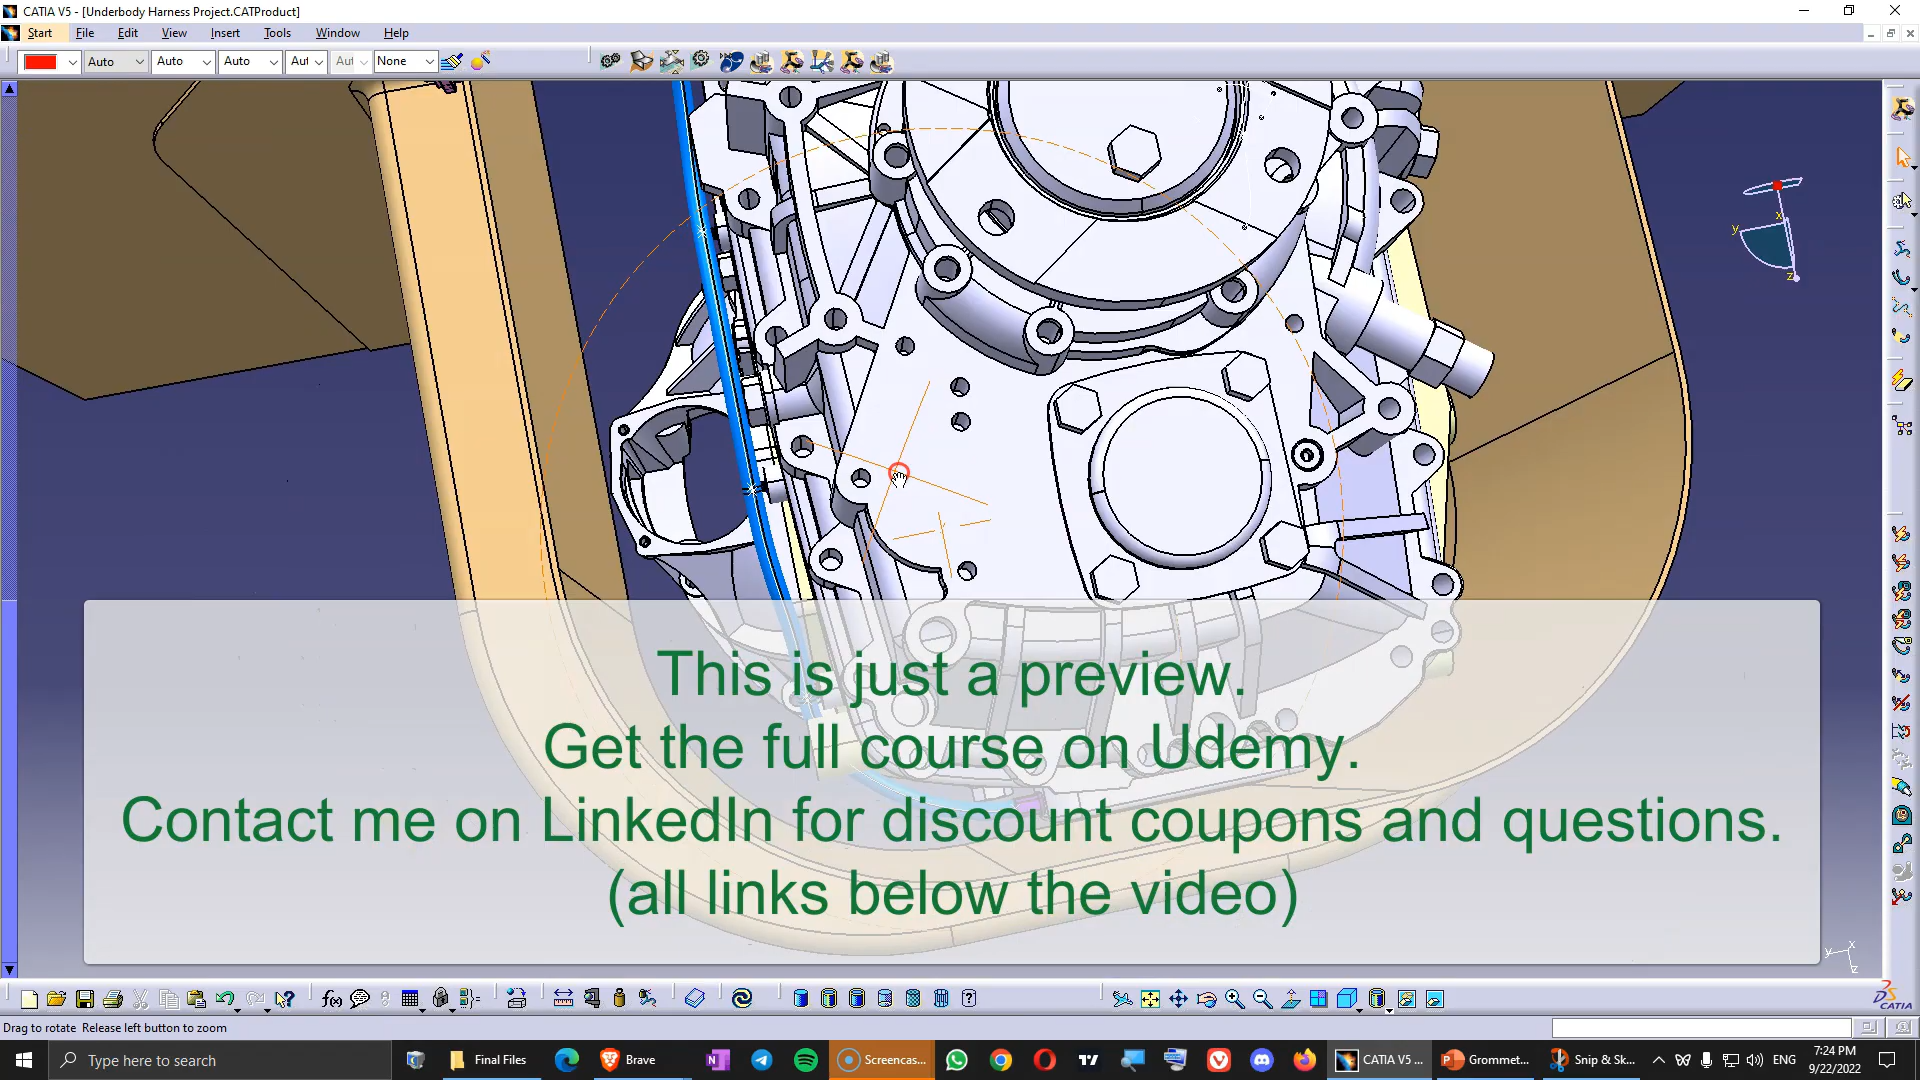 CATIA V5 - [Underbody Harness Project.CATProduct]
Start File Edit View Insert Tools Window Help
Auto Auto Auto Aut Aut None
x
y
z
This is just a preview.
Get the full course on Udemy.
Contact me on LinkedIn for discount coupons and questions.
(all links below the video)
x
y
z
f(x)
CATIA
Drag to rotate Release left button to zoom
Type here to search
Final Files
Brave
Screencas...
CATIA V5 ...
Grommet...
Snip & Sk...
ENG
7:24 PM
9/22/2022